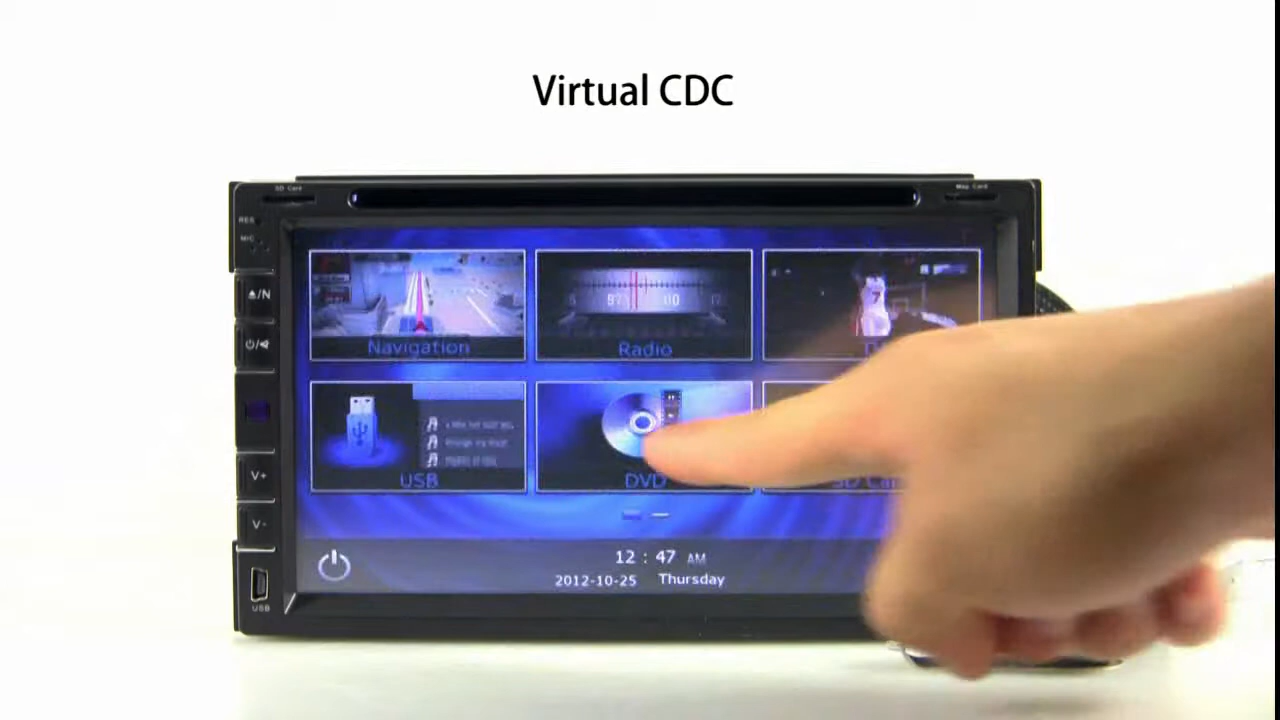 Virtual CDC
SD Card
Map Card
RES
MIC
▲/N
V+
V-
USB
Navigation
Radio
USB
DVD
12 : 47 AM
2012-10-25 Thursday